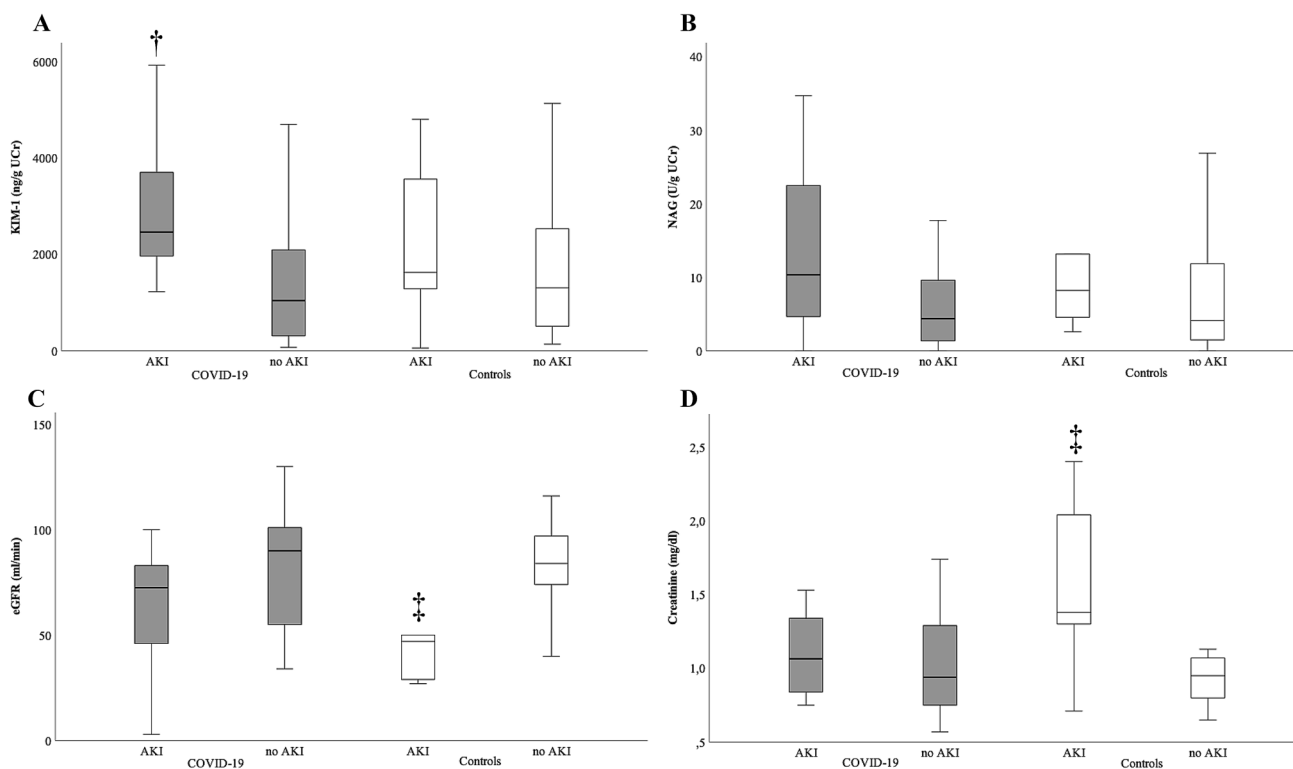 A
†
KIM-1 (ng/g UCr)
6000
4000
2000
0
AKI
no AKI
AKI
no AKI
COVID-19
Controls
B
NAG (U/g UCr)
40
30
20
10
0
AKI
no AKI
AKI
no AKI
COVID-19
Controls
C
eGFR (ml/min)
150
100
50
0
‡
AKI
no AKI
AKI
no AKI
COVID-19
Controls
D
‡
Creatinine (mg/dl)
2,5
2,0
1,5
1,0
,5
AKI
no AKI
AKI
no AKI
COVID-19
Controls